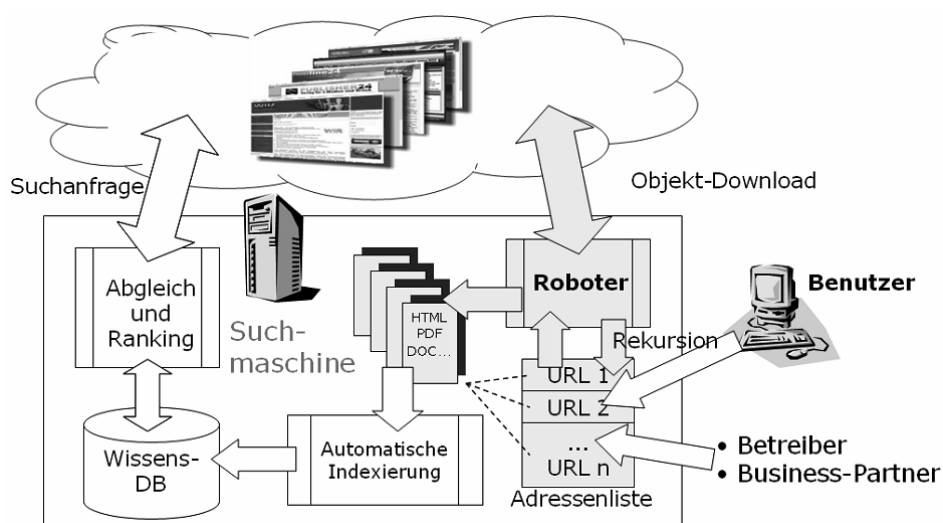 PUBLISHER24
Suchanfrage
Objekt-Download
Abgleich
und
Ranking
Such-
maschine
Roboter
Benutzer
HTML
PDF
DOC...
Rekursion
URL 1
URL 2
...
URL n
Adressenliste
Wissens-
DB
Automatische
Indexierung
• Betreiber
• Business-Partner